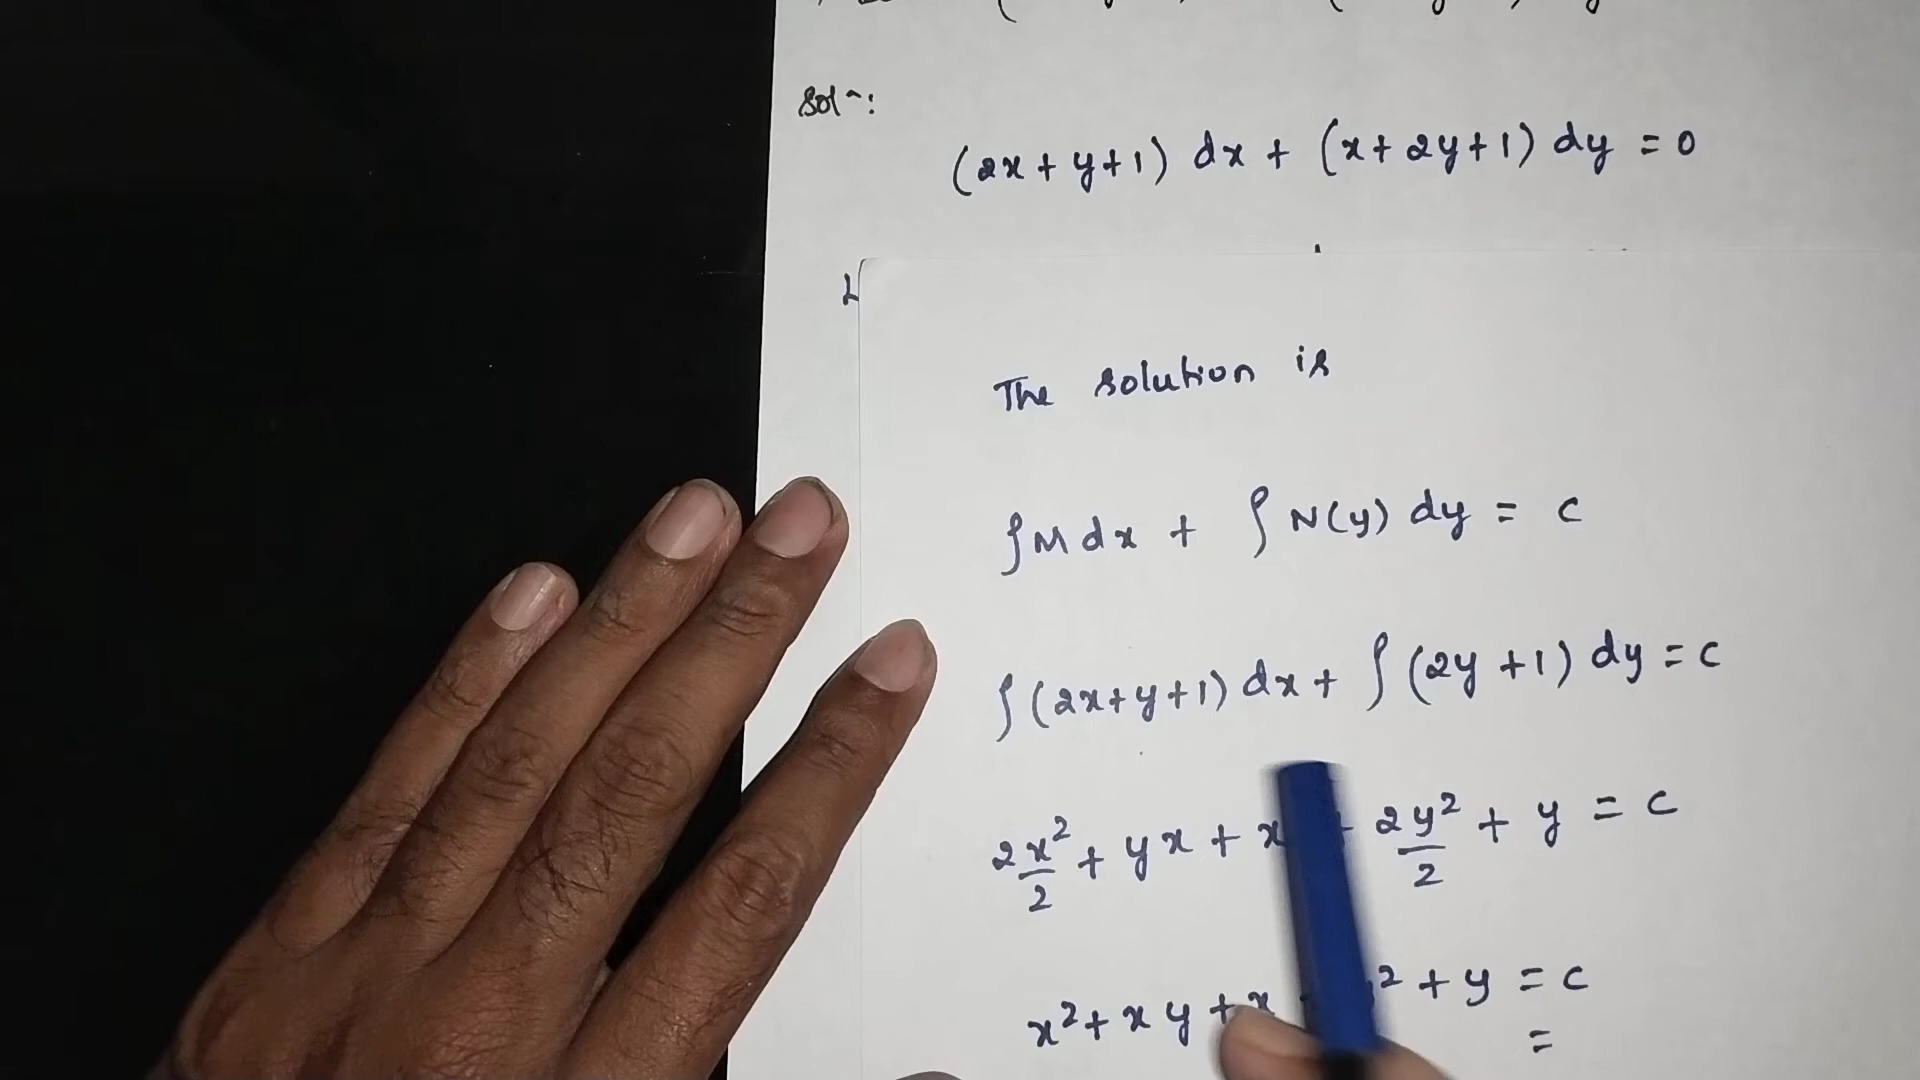 Solⁿ:
(2x + y + 1) dx + (x + 2y + 1) dy = 0
The solution is
∫M dx + ∫N(y) dy = c
∫(2x+y+1) dx + ∫(2y+1) dy = c
2x²/2 + yx + x + 2y²/2 + y = c
x² + xy + x ² + y = c
=